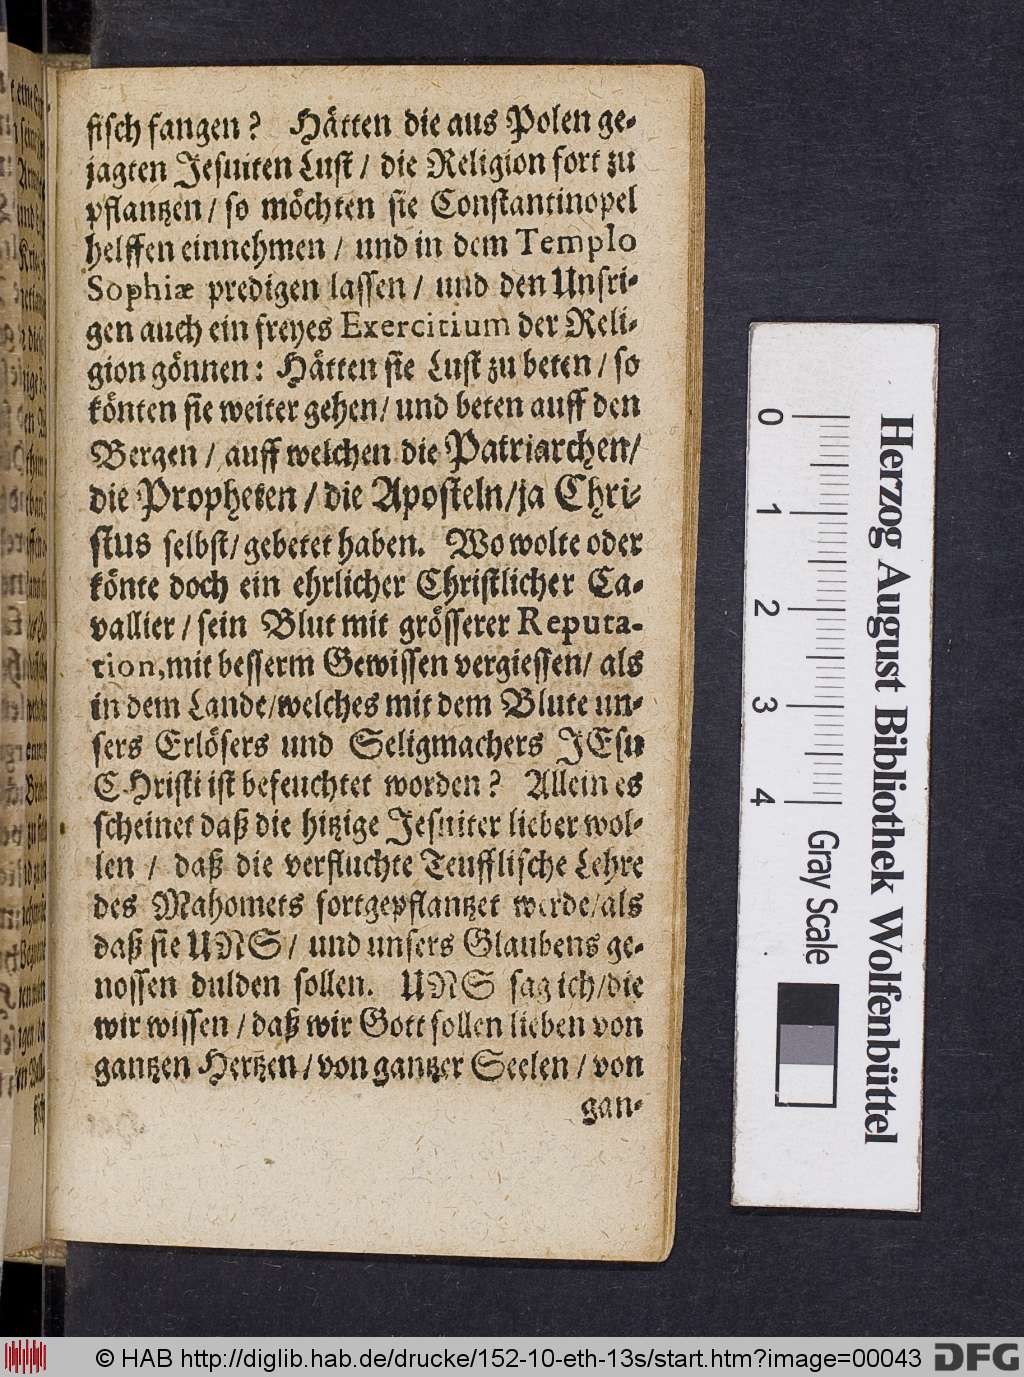 fisch fangen? Hätten die aus Polen ge-
jagten Jesuiten Lust / die Religion fort zu
pflantzen / so möchten sie Constantinopel
helffen einnehmen / und in dem Templo
Sophiæ predigen lassen / und den Unsri-
gen auch ein freyes Exercitium der Reli-
gion gönnen: Hätten sie Lust zu beten / so
könten sie weiter gehen / und beten auff den
Bergen / auff welchen die Patriarchen /
die Propheten / die Aposteln / ja Chri-
stus selbst / gebetet haben. Wo wolte oder
könte doch ein ehrlicher Christlicher Ca-
vallier / sein Blut mit grösserer Reputa-
tion, mit besserm Gewissen vergiessen / als
in dem Lande / welches mit dem Blute un-
sers Erlösers und Seligmachers JEsu
CHristi ist befeuchtet worden? Allein es
scheinet daß die hitzige Jesuiter lieber wol-
len / daß die verfluchte Teufflische Lehre
des Mahomets fortgepflantzet werde / als
daß sie UNS / und unsers Glaubens ge-
nossen dulden sollen. UNS sag ich / die
wir wissen / daß wir Gott sollen lieben von
gantzen Hertzen / von gantzer Seelen / von
gan-
0 1 2 3 4 Gray Scale
Herzog August Bibliothek Wolfenbüttel
© HAB http://diglib.hab.de/drucke/152-10-eth-13s/start.htm?image=00043
DFG